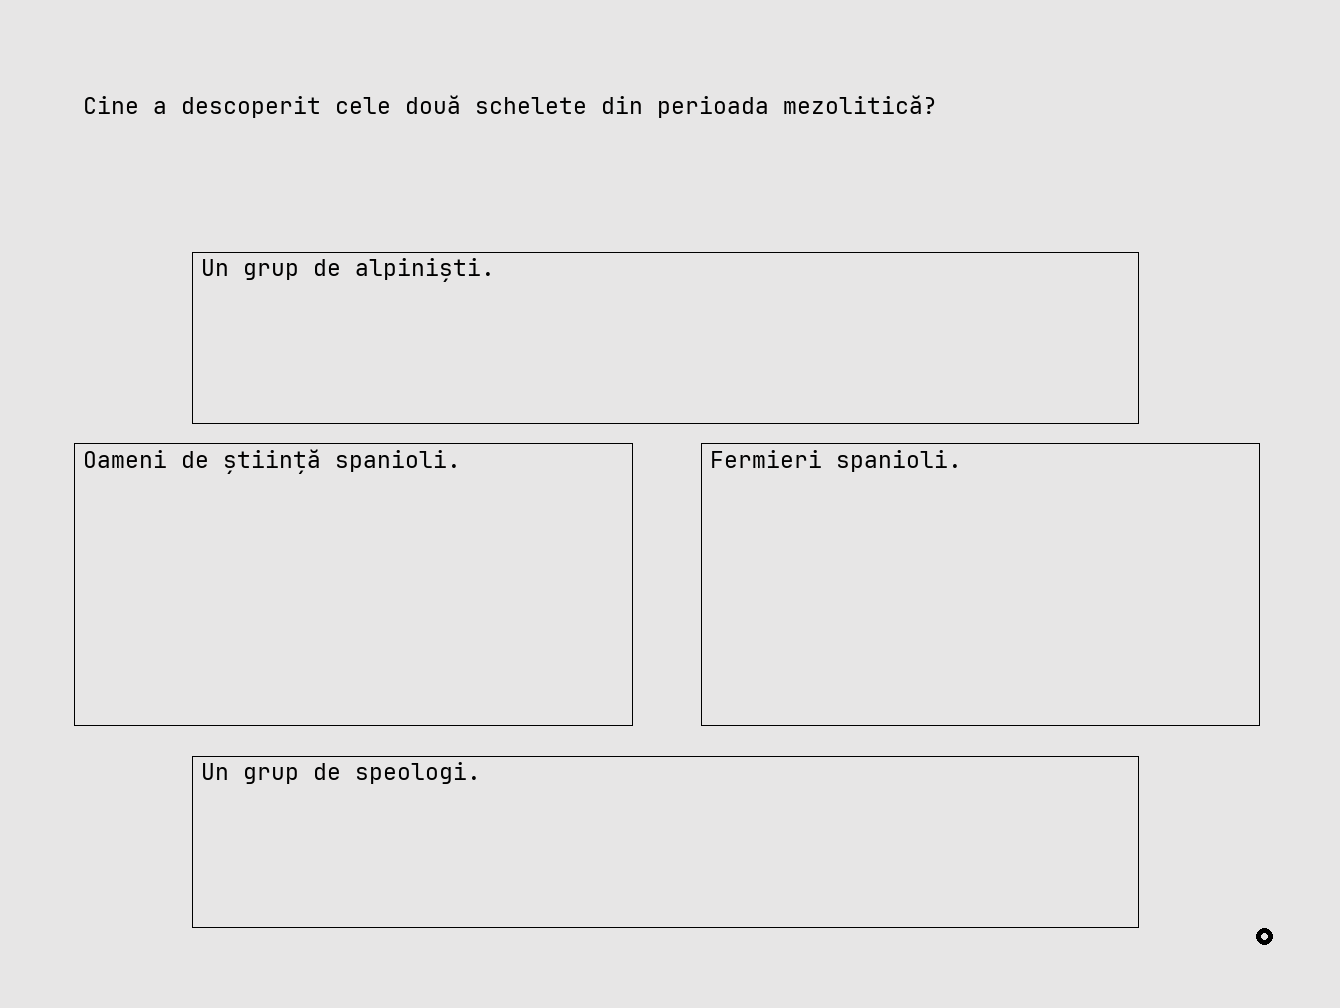 Cine a descoperit cele două schelete din perioada mezolitică?
Un grup de alpiniști.
Oameni de știință spanioli.
Fermieri spanioli.
Un grup de speologi.